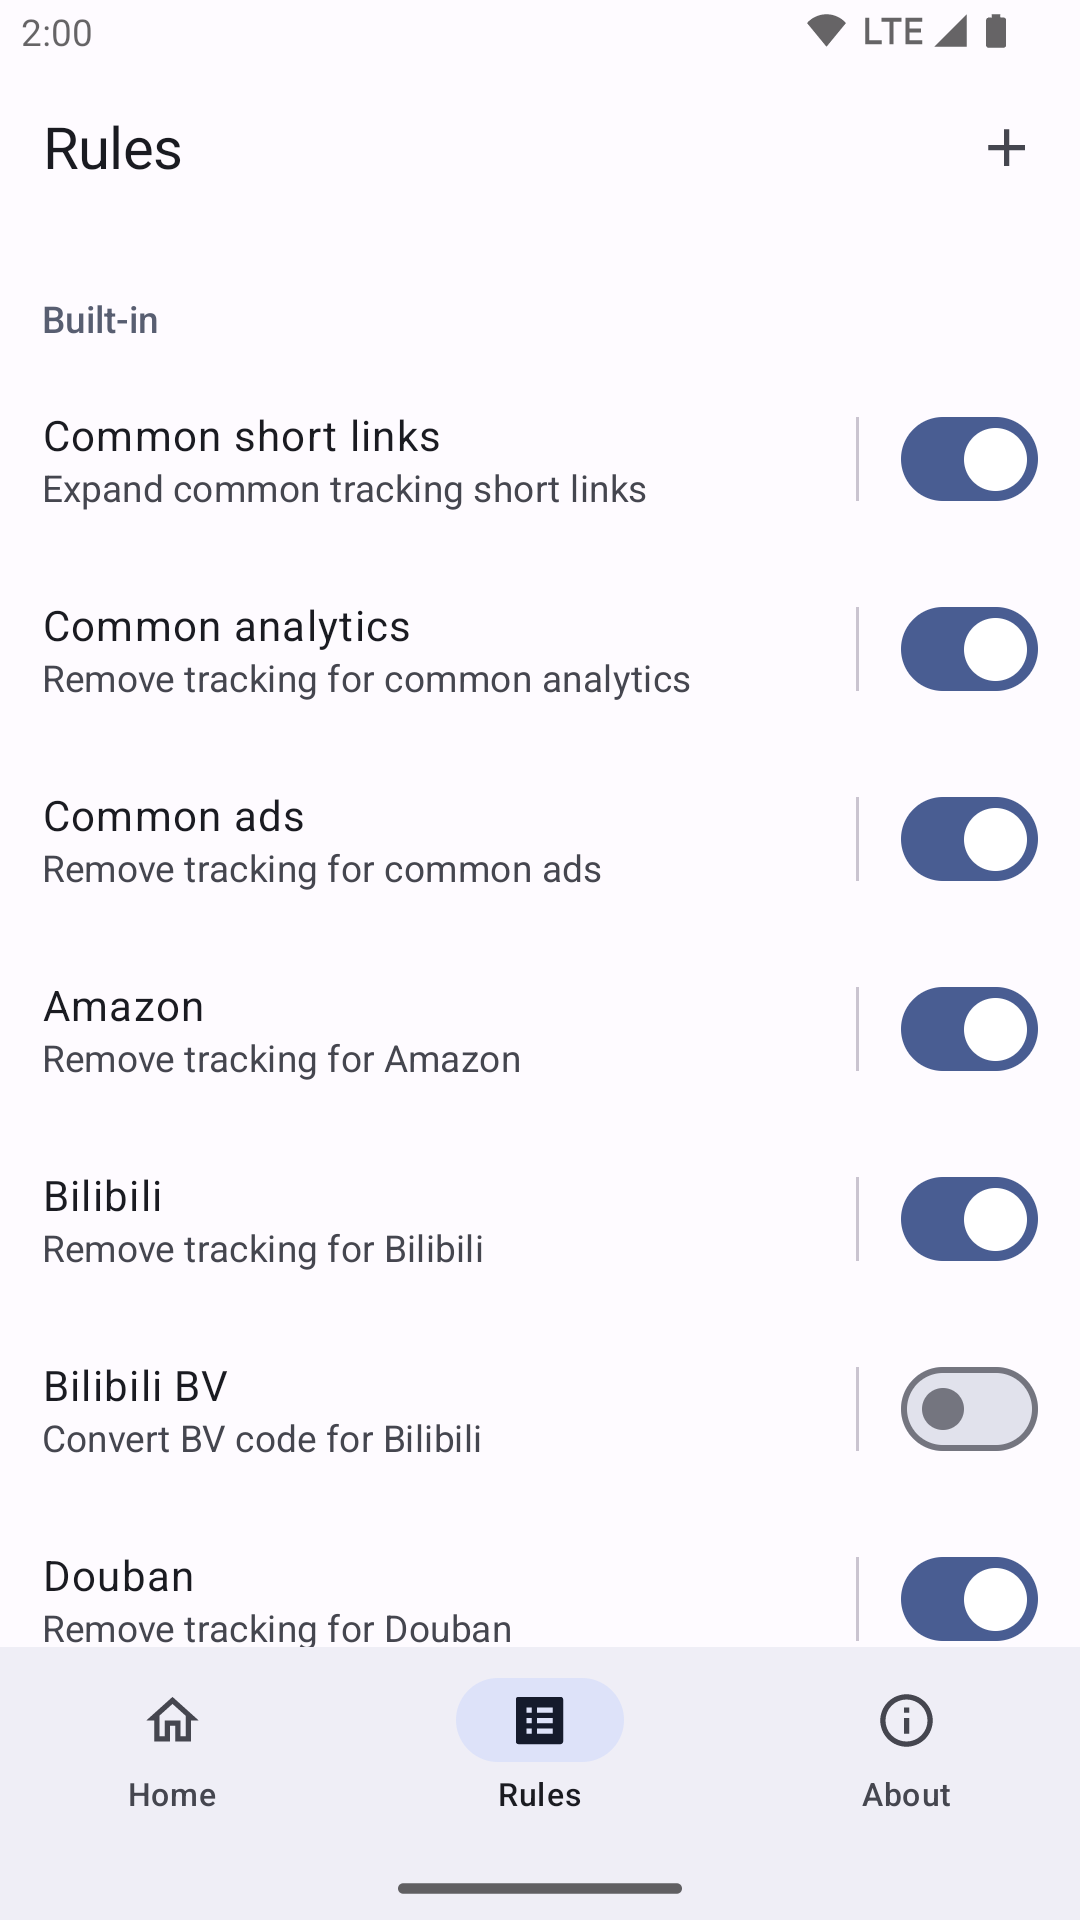 2:00
LTE
Rules
Built-in
Common short links
Expand common tracking short links
Common analytics
Remove tracking for common analytics
Common ads
Remove tracking for common ads
Amazon
Remove tracking for Amazon
Bilibili
Remove tracking for Bilibili
Bilibili BV
Convert BV code for Bilibili
Douban
Remove tracking for Douban
Home
Rules
About